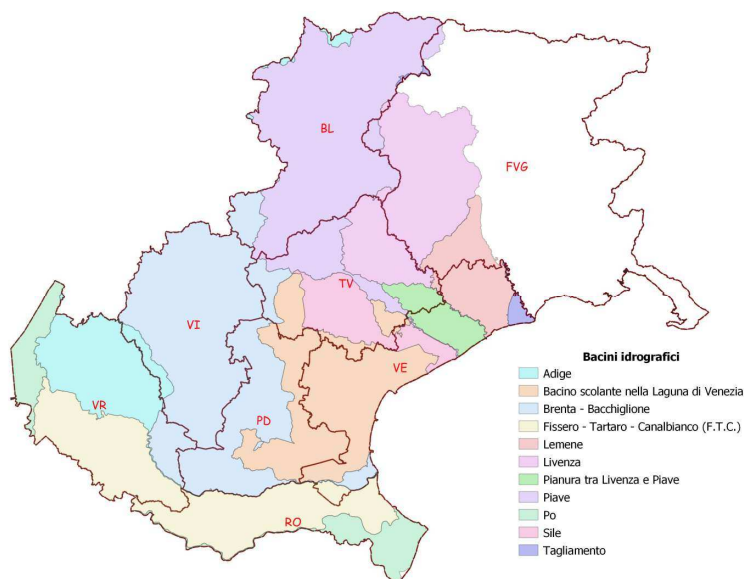 BL
FVG
TV
VI
VE
VR
PD
RO
Bacini idrografici
Adige
Bacino scolante nella Laguna di Venezia
Brenta - Bacchiglione
Fissero - Tartaro - Canalbianco (F.T.C.)
Lemene
Livenza
Pianura tra Livenza e Piave
Piave
Po
Sile
Tagliamento